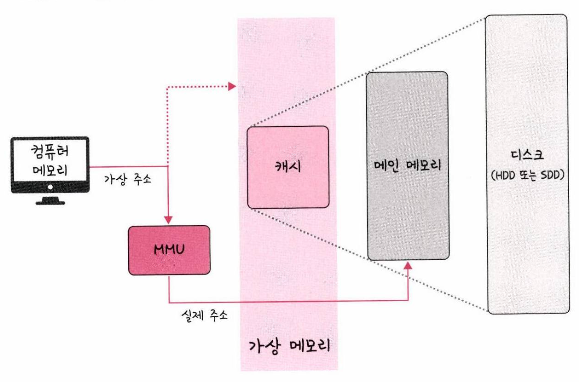 컴퓨터
메모리
가상 주소
MMU
실제 주소
캐시
가상 메모리
메인 메모리
디스크
(HDD 또는 SDD)